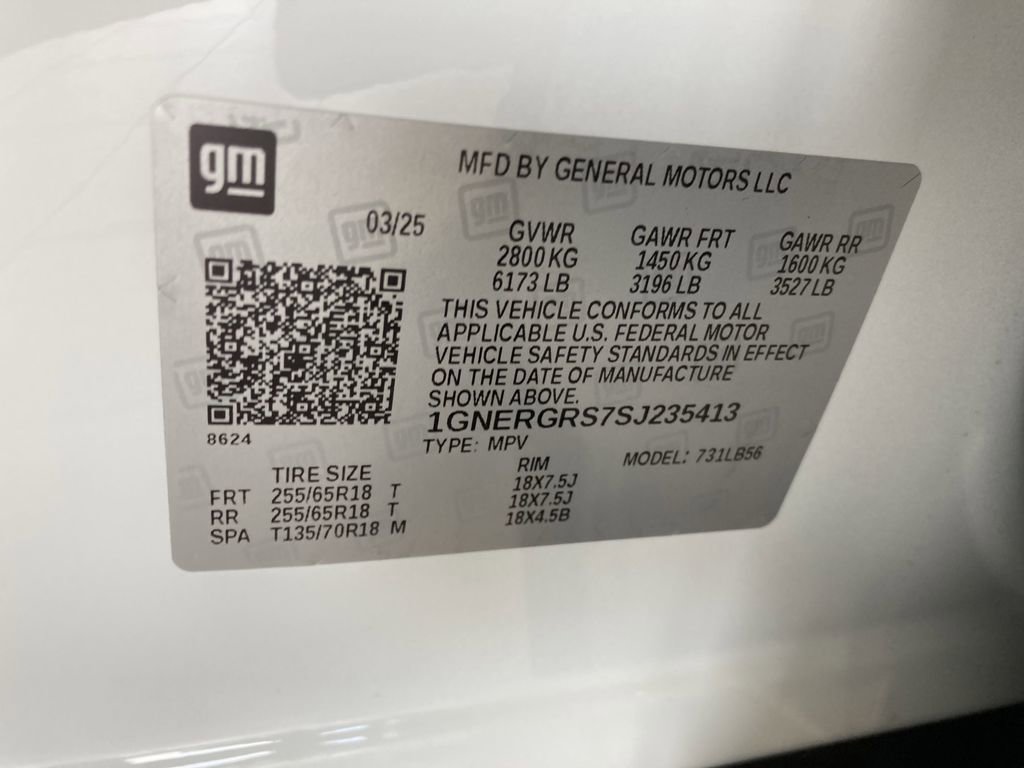 gm
MFD BY GENERAL MOTORS LLC
03/25
GVWR GAWR FRT GAWR RR
2800 KG 1450 KG 1600 KG
6173 LB 3196 LB 3527 LB
THIS VEHICLE CONFORMS TO ALL
APPLICABLE U.S. FEDERAL MOTOR
VEHICLE SAFETY STANDARDS IN EFFECT
ON THE DATE OF MANUFACTURE
SHOWN ABOVE.
1GNERGRS7SJ235413
8624
TYPE: MPV MODEL: 731LB56
TIRE SIZE RIM
FRT 255/65R18 T 18X7.5J
RR 255/65R18 T 18X7.5J
SPA T135/70R18 M 18X4.5B